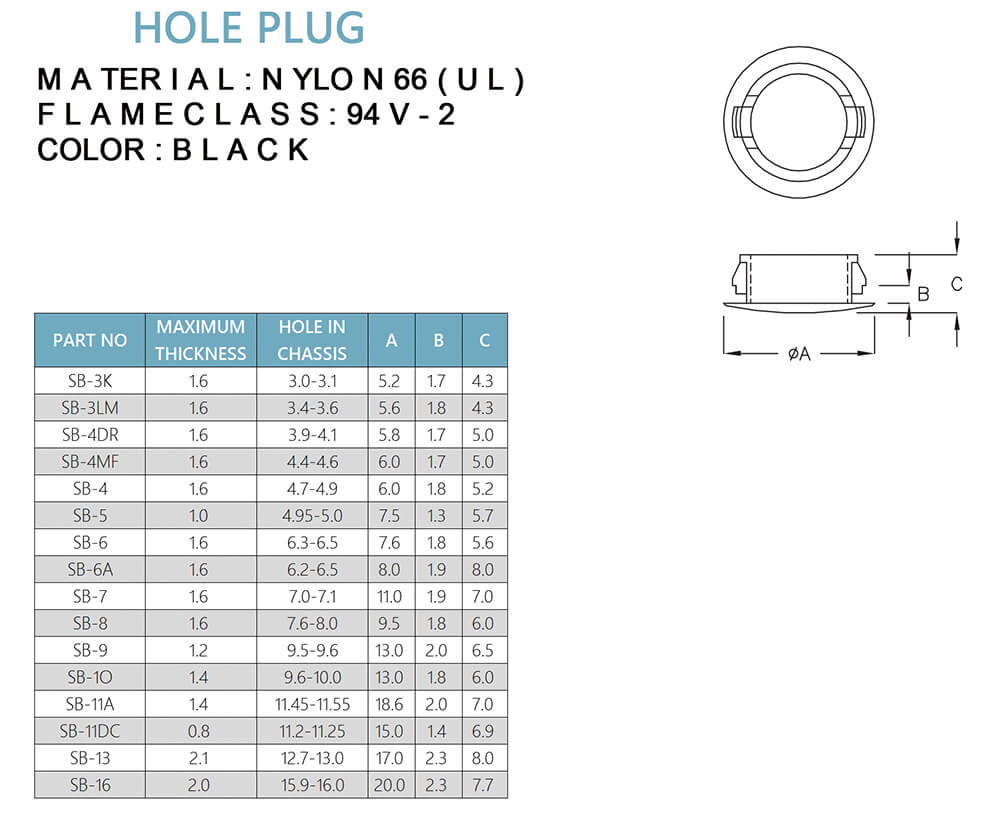 HOLE PLUG
MATERIAL : NYLON 66 ( UL )
FLAME CLASS : 94 V - 2
COLOR : BLACK
B
C
øA
PART NO MAXIMUM THICKNESS HOLE IN CHASSIS A B C
SB-3K 1.6 3.0-3.1 5.2 1.7 4.3
SB-3LM 1.6 3.4-3.6 5.6 1.8 4.3
SB-4DR 1.6 3.9-4.1 5.8 1.7 5.0
SB-4MF 1.6 4.4-4.6 6.0 1.7 5.0
SB-4 1.6 4.7-4.9 6.0 1.8 5.2
SB-5 1.0 4.95-5.0 7.5 1.3 5.7
SB-6 1.6 6.3-6.5 7.6 1.8 5.6
SB-6A 1.6 6.2-6.5 8.0 1.9 8.0
SB-7 1.6 7.0-7.1 11.0 1.9 7.0
SB-8 1.6 7.6-8.0 9.5 1.8 6.0
SB-9 1.2 9.5-9.6 13.0 2.0 6.5
SB-1O 1.4 9.6-10.0 13.0 1.8 6.0
SB-11A 1.4 11.45-11.55 18.6 2.0 7.0
SB-11DC 0.8 11.2-11.25 15.0 1.4 6.9
SB-13 2.1 12.7-13.0 17.0 2.3 8.0
SB-16 2.0 15.9-16.0 20.0 2.3 7.7